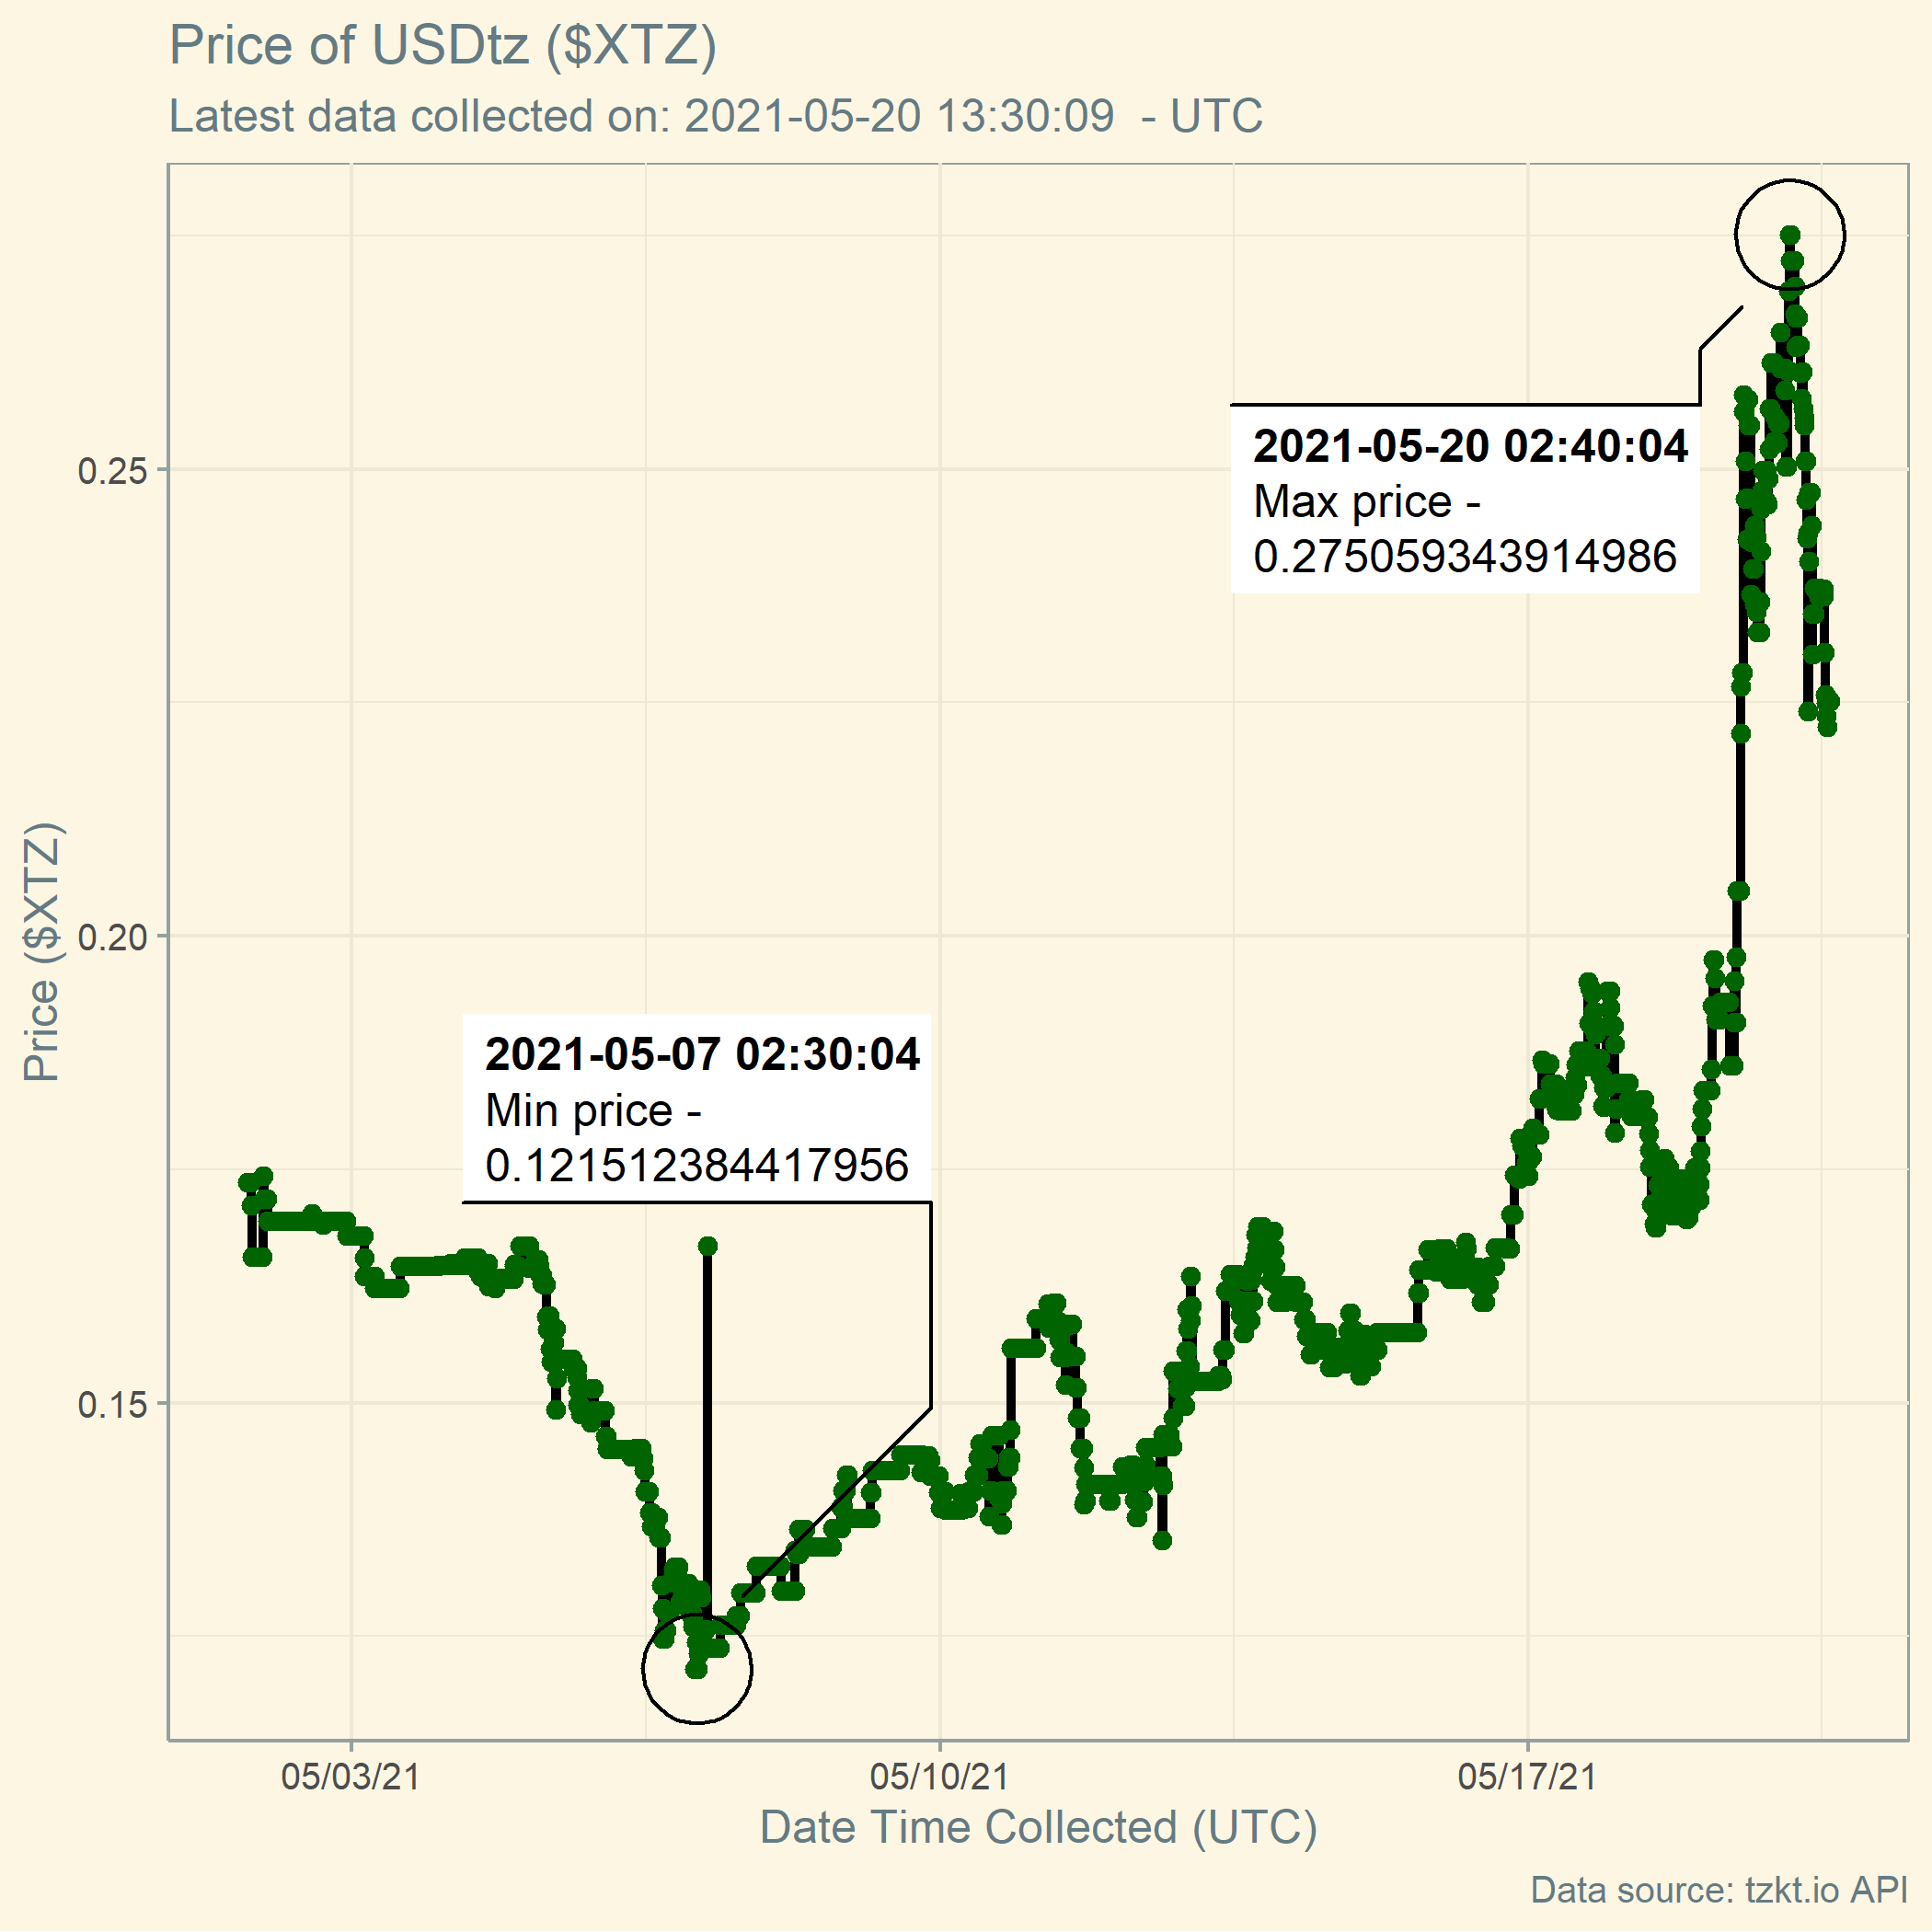 Price of USDtz ($XTZ)
Latest data collected on: 2021-05-20 13:30:09  - UTC
2021-05-20 02:40:04
Max price -
0.275059343914986
0.25
0.20
Price ($XTZ)
2021-05-07 02:30:04
Min price -
0.121512384417956
0.15
05/03/21
05/10/21
05/17/21
Date Time Collected (UTC)
Data source: tzkt.io API